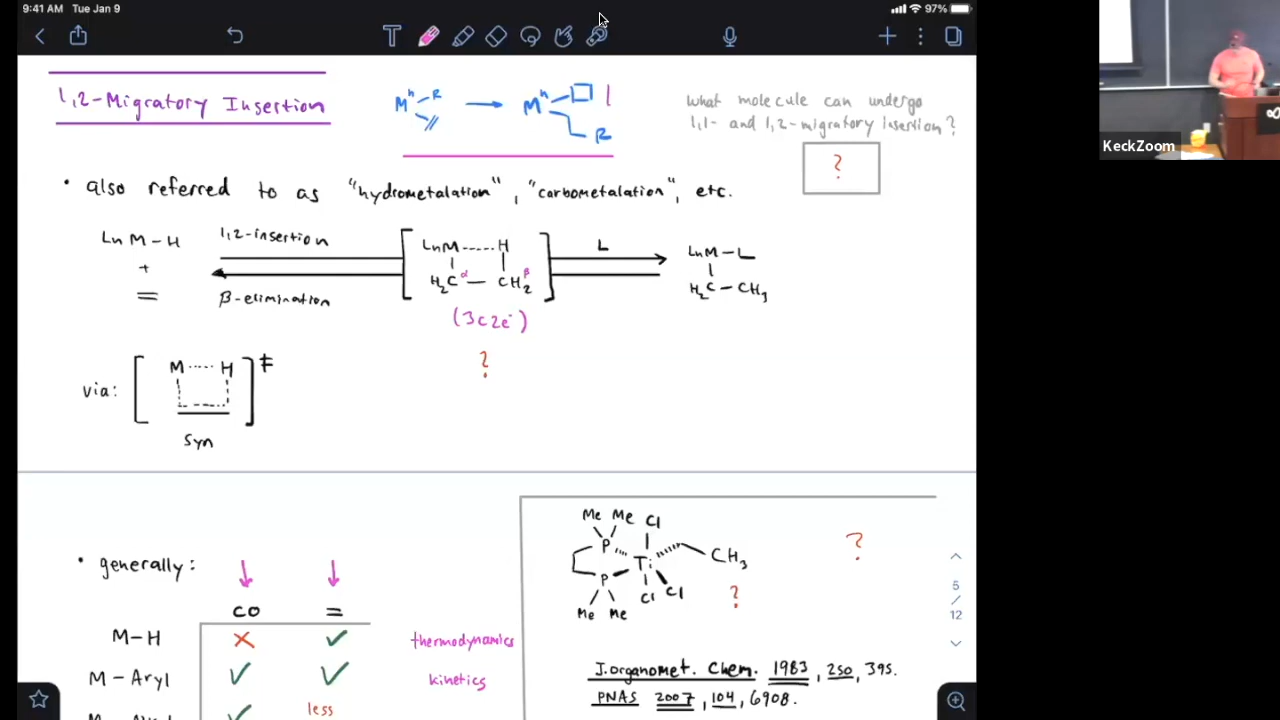 9:41 AM Tue Jan 9
97%
1,2-Migratory Insertion
Mⁿ R
Mⁿ R
What molecule can undergo
1,1- and 1,2-migratory insertion?
?
KeckZoom
• also referred to as "hydrometalation", "carbometalation", etc.
LnM-H
+
=
1,2-insertion
β-elimination
LnM H
H₂C α — CH₂ β
(3c2e⁻)
?
L
LnM-L
H₂C-CH₃
via: [ M H ] ‡
syn
• generally:
CO =
M-H ✗ ✓ thermodynamics
M-Aryl ✓ ✓ kinetics
less
Me Me Cl
P Ti CH₃
P Cl Cl
Me Me
?
?
J. Organomet. Chem. 1983, 250, 395.
PNAS 2007, 104, 6908.
5
/
12